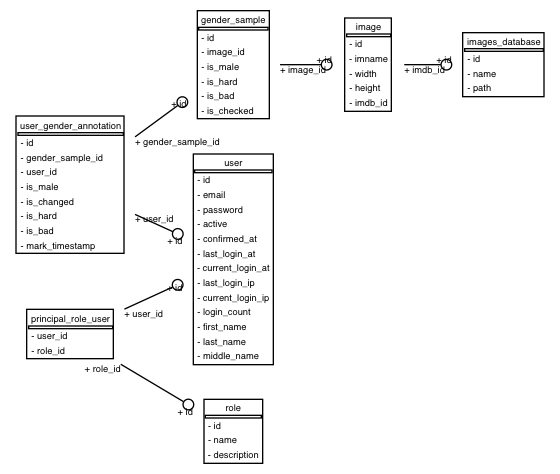 gender_sample
- id
- image_id
- is_male
- is_hard
- is_bad
- is_checked
+ id
+ image_id
image
- id
- imname
- width
- height
- imdb_id
+ id
+ imdb_id
images_database
- id
- name
- path
+ id
user_gender_annotation
- id
- gender_sample_id
- user_id
- is_male
- is_changed
- is_hard
- is_bad
- mark_timestamp
+ gender_sample_id
+ user_id
+ id
user
- id
- email
- password
- active
- confirmed_at
- last_login_at
- current_login_at
- last_login_ip
- current_login_ip
- login_count
- first_name
- last_name
- middle_name
+ id
+ user_id
principal_role_user
- user_id
- role_id
+ role_id
+ id
role
- id
- name
- description